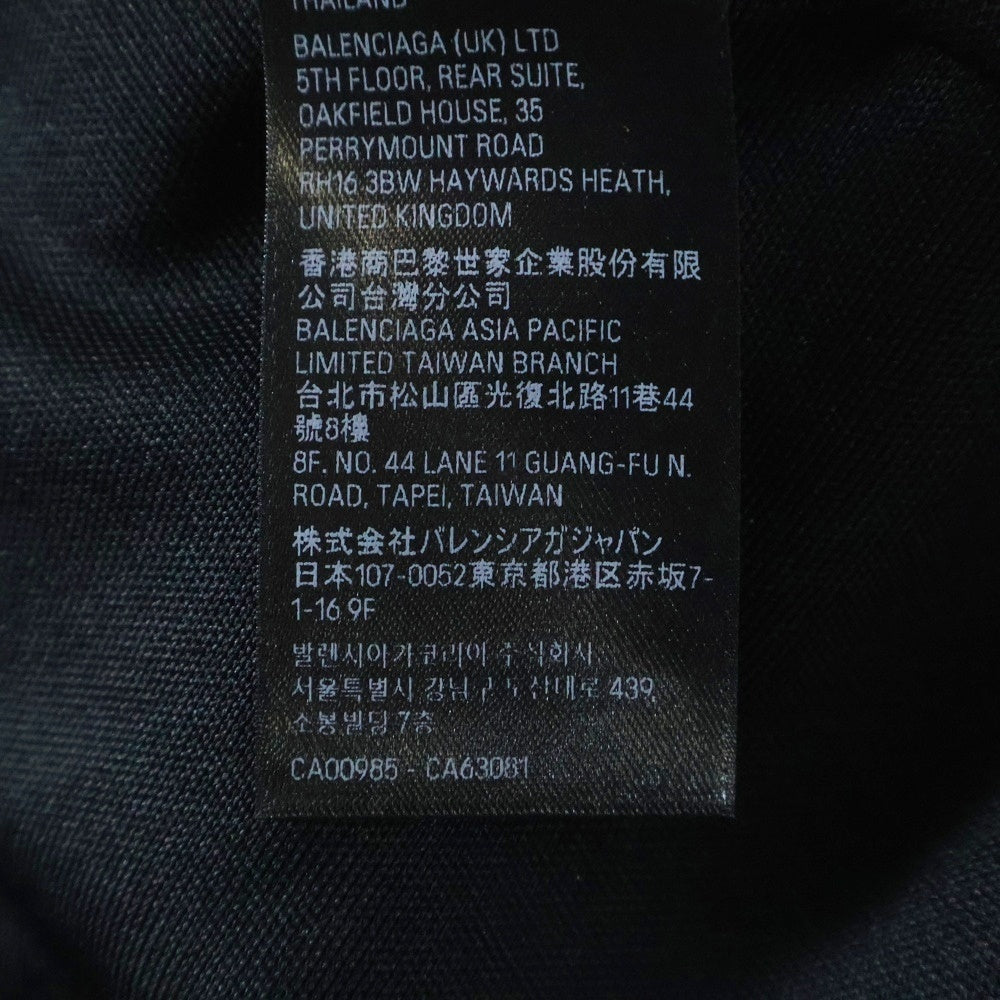 THAILAND
BALENCIAGA (UK) LTD
5TH FLOOR, REAR SUITE,
OAKFIELD HOUSE, 35
PERRYMOUNT ROAD
RH16 3BW HAYWARDS HEATH,
UNITED KINGDOM
香港商巴黎世家企業股份有限
公司台灣分公司
BALENCIAGA ASIA PACIFIC
LIMITED TAIWAN BRANCH
台北市松山區光復北路11巷44
號8樓
8F. NO. 44 LANE 11 GUANG-FU N.
ROAD, TAPEI, TAIWAN
株式会社バレンシアガジャパン
日本107-0052東京都港区赤坂7-
1-16 9F
발렌시아가코리아 주식회사
서울특별시 강남구 도산대로 439,
소봉빌딩 7층
CA00985 - CA63081